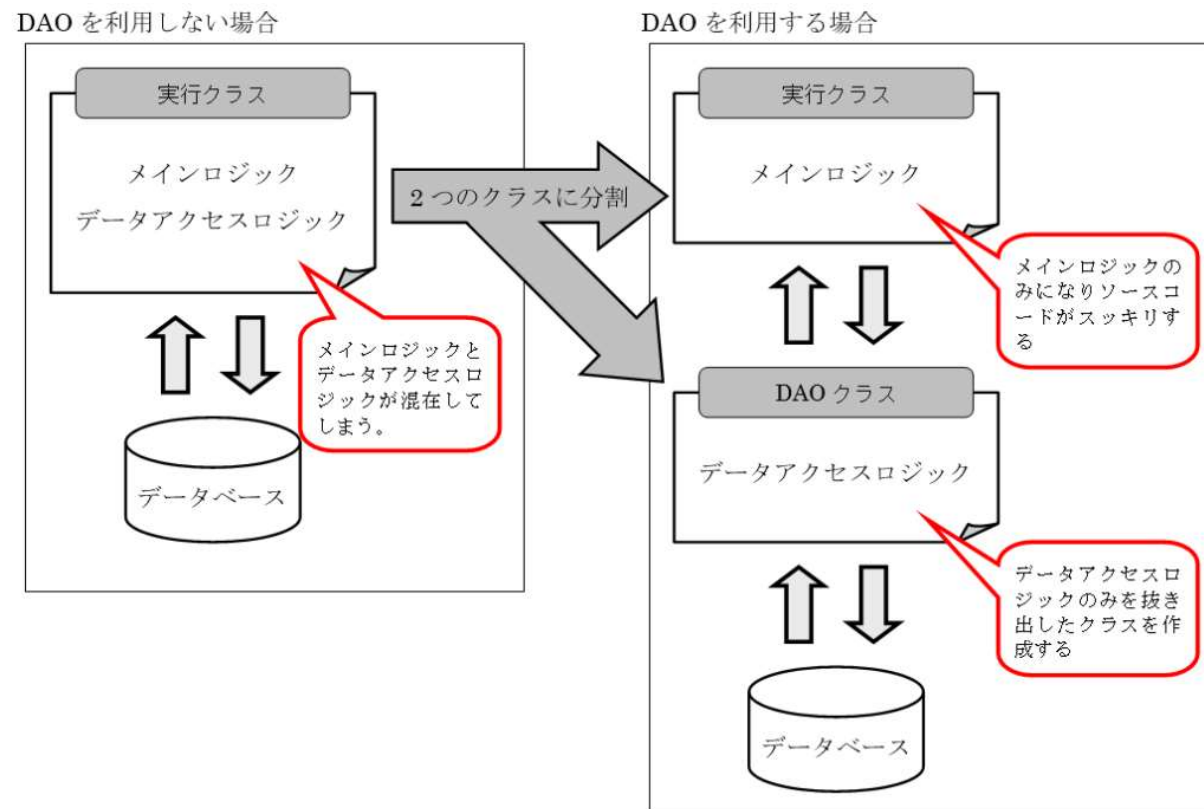 DAO を利用しない場合
実行クラス
メインロジック
データアクセスロジック
メインロジックと
データアクセスロ
ジックが混在して
しまう。
データベース
2 つのクラスに分割
DAO を利用する場合
実行クラス
メインロジック
メインロジックの
みになりソースコ
ードがスッキリす
る
DAO クラス
データアクセスロジック
データアクセスロ
ジックのみを抜き
出したクラスを作
成する
データベース